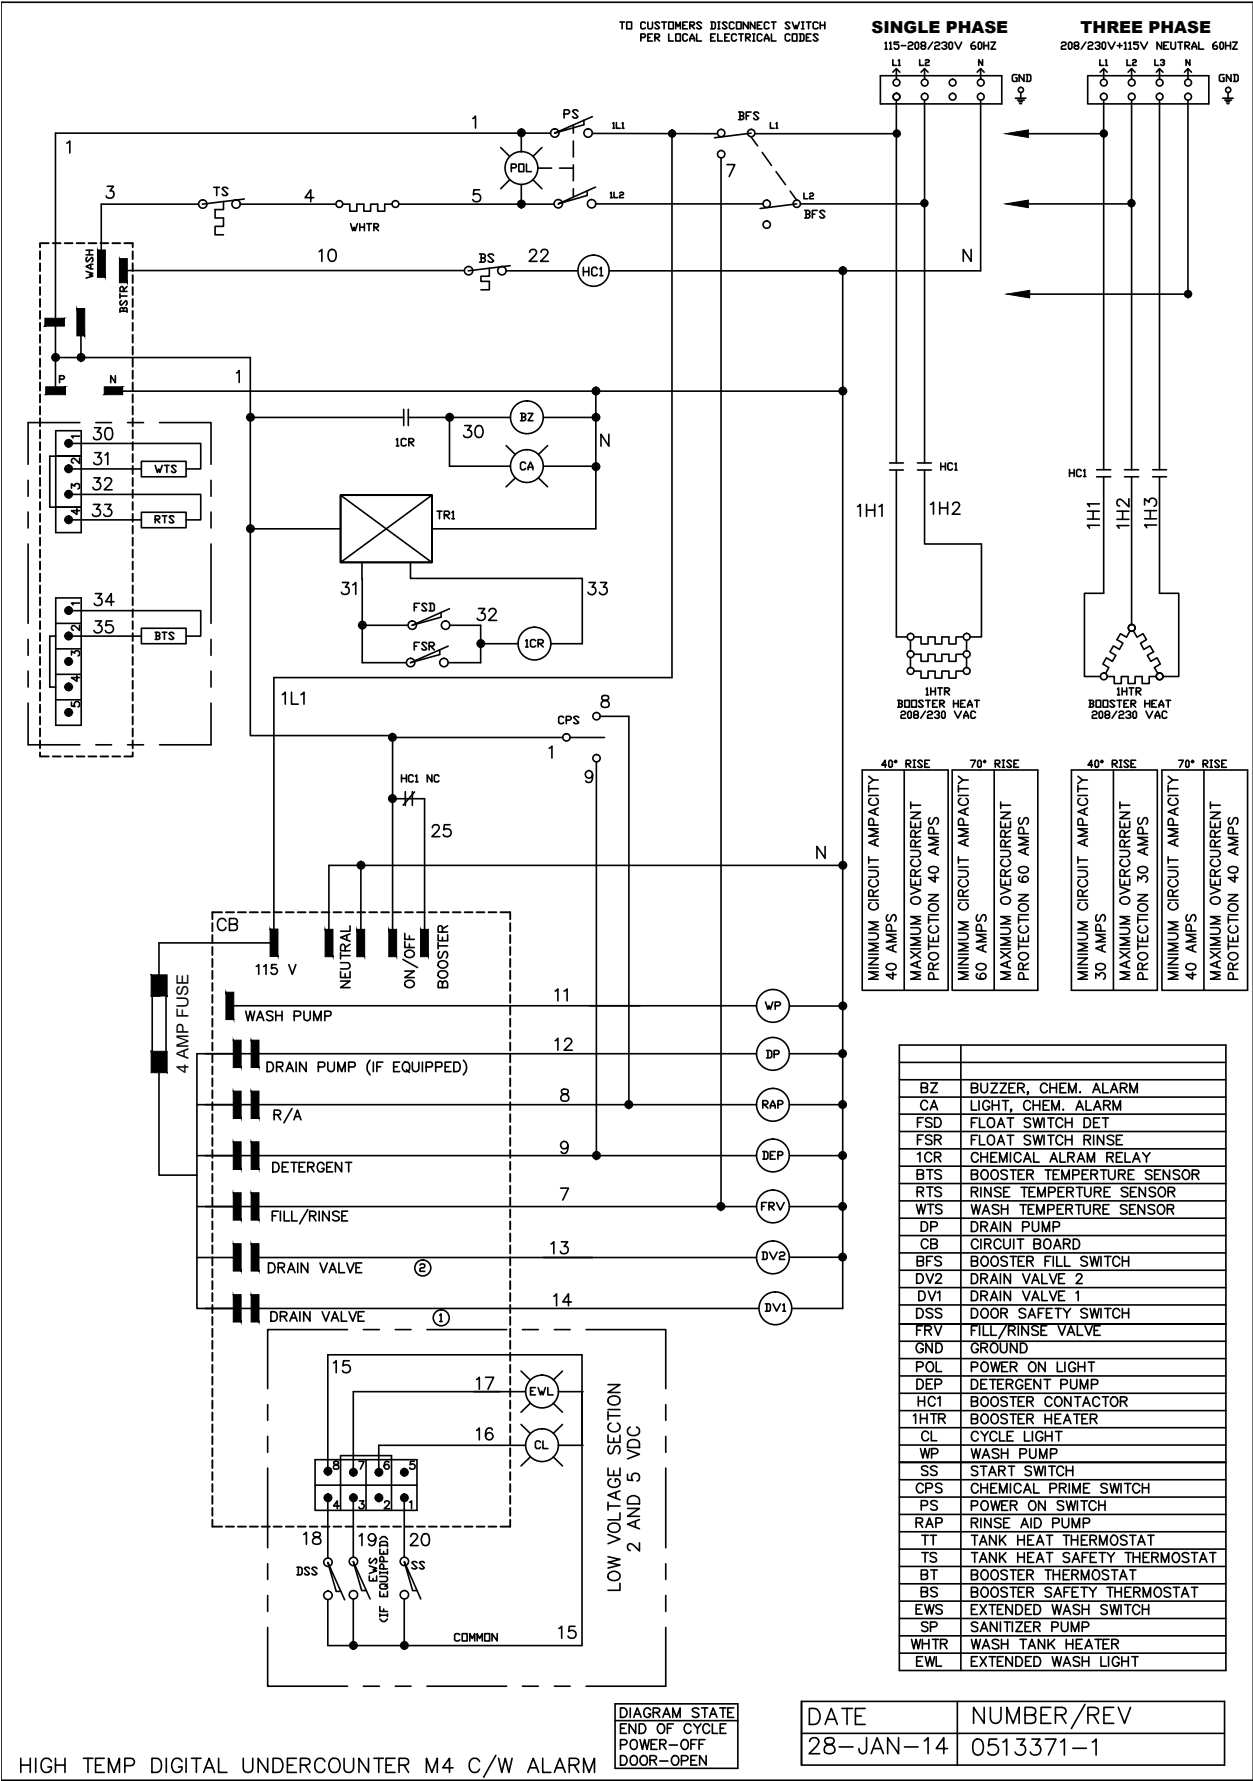 TO CUSTOMERS DISCONNECT SWITCH
PER LOCAL ELECTRICAL CODES
SINGLE PHASE
115-208/230V 60HZ
L1 L2 N
GND
THREE PHASE
208/230V+115V NEUTRAL 60HZ
L1 L2 L3 N
GND
1
1
PS
1L1
BFS
L1
POL
7
3
TS
4
WHTR
5
1L2
L2
BFS
WASH
BSTR
10
BS
22
HC1
N
P
N
1
1CR
30
BZ
CA
N
30
31
32
33
1
2
3
4
WTS
RTS
TR1
31
33
FSD
FSR
32
1CR
34
35
1
2
3
4
5
BTS
HC1
1H1
1H2
1HTR
BOOSTER HEAT
208/230 VAC
HC1
1H1
1H2
1H3
1HTR
BOOSTER HEAT
208/230 VAC
1L1
CPS
8
1
9
HC1 NC
25
N
40° RISE
MINIMUM CIRCUIT AMPACITY
40 AMPS
MAXIMUM OVERCURRENT
PROTECTION 40 AMPS
70° RISE
MINIMUM CIRCUIT AMPACITY
60 AMPS
MAXIMUM OVERCURRENT
PROTECTION 60 AMPS
40° RISE
MINIMUM CIRCUIT AMPACITY
30 AMPS
MAXIMUM OVERCURRENT
PROTECTION 30 AMPS
70° RISE
MINIMUM CIRCUIT AMPACITY
40 AMPS
MAXIMUM OVERCURRENT
PROTECTION 40 AMPS
CB
115 V
NEUTRAL
ON/OFF
BOOSTER
4 AMP FUSE
WASH PUMP
11
WP
DRAIN PUMP (IF EQUIPPED)
12
DP
R/A
8
RAP
DETERGENT
9
DEP
FILL/RINSE
7
FRV
DRAIN VALVE 2
13
DV2
DRAIN VALVE 1
14
DV1
15
17
EWL
16
CL
8 7 6 5
4 3 2 1
18
19
20
DSS
EWS
(IF EQUIPPED)
SS
COMMON
15
LOW VOLTAGE SECTION
2 AND 5 VDC
BZ BUZZER, CHEM. ALARM
CA LIGHT, CHEM. ALARM
FSD FLOAT SWITCH DET
FSR FLOAT SWITCH RINSE
1CR CHEMICAL ALRAM RELAY
BTS BOOSTER TEMPERTURE SENSOR
RTS RINSE TEMPERTURE SENSOR
WTS WASH TEMPERTURE SENSOR
DP DRAIN PUMP
CB CIRCUIT BOARD
BFS BOOSTER FILL SWITCH
DV2 DRAIN VALVE 2
DV1 DRAIN VALVE 1
DSS DOOR SAFETY SWITCH
FRV FILL/RINSE VALVE
GND GROUND
POL POWER ON LIGHT
DEP DETERGENT PUMP
HC1 BOOSTER CONTACTOR
1HTR BOOSTER HEATER
CL CYCLE LIGHT
WP WASH PUMP
SS START SWITCH
CPS CHEMICAL PRIME SWITCH
PS POWER ON SWITCH
RAP RINSE AID PUMP
TT TANK HEAT THERMOSTAT
TS TANK HEAT SAFETY THERMOSTAT
BT BOOSTER THERMOSTAT
BS BOOSTER SAFETY THERMOSTAT
EWS EXTENDED WASH SWITCH
SP SANITIZER PUMP
WHTR WASH TANK HEATER
EWL EXTENDED WASH LIGHT
DIAGRAM STATE
END OF CYCLE
POWER-OFF
DOOR-OPEN
DATE NUMBER/REV
28-JAN-14 0513371-1
HIGH TEMP DIGITAL UNDERCOUNTER M4 C/W ALARM